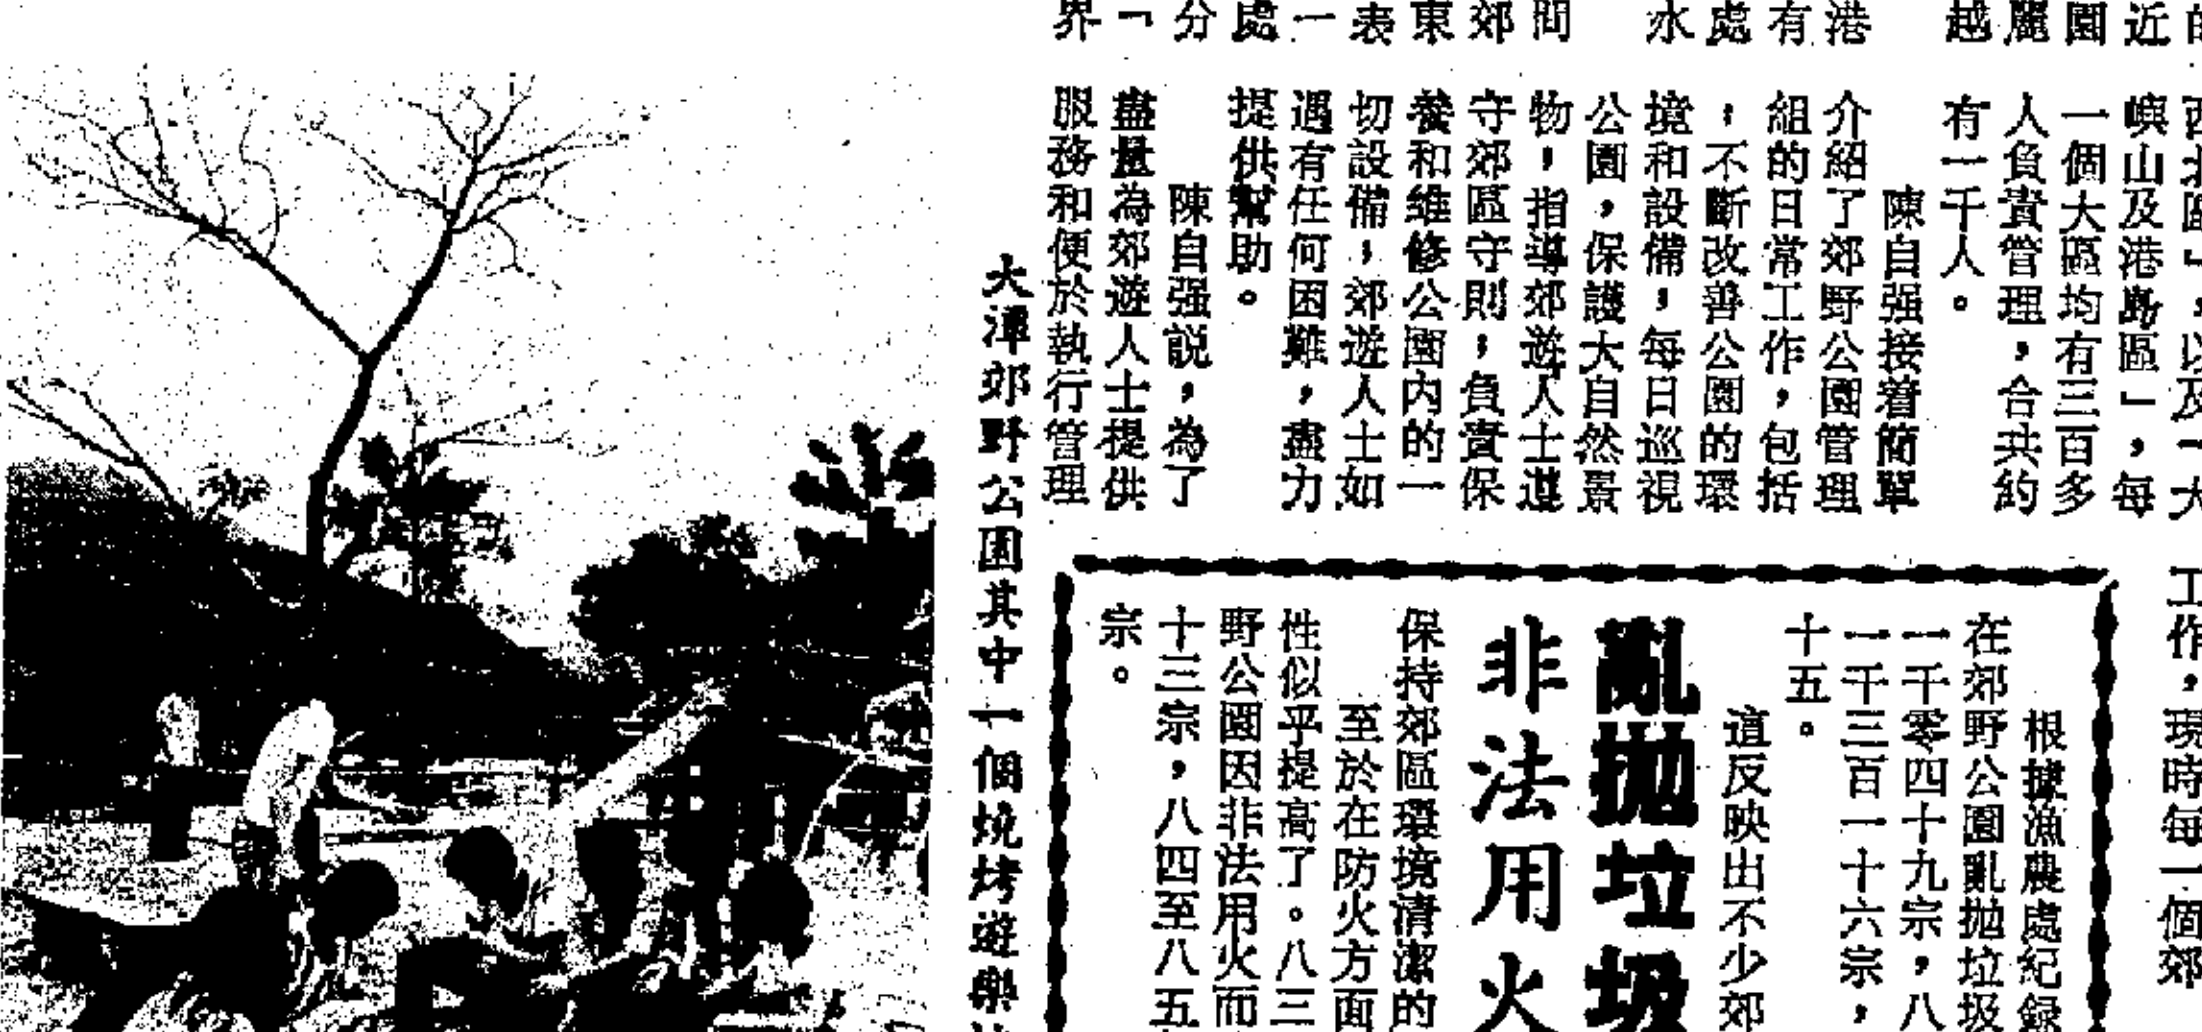 的
近
園
麗
越
港
有
處
水
問
郊
東
表
一
處
分
「
界
西北區」，以及「大
嶼山及港島區」，每
一個大區均有三百多
人負責管理，合共約
有一千人。
陳自强接着簡單
介紹了郊野公園管理
組的日常工作，包括
，不斷改善公園的環
境和設備，每日巡視
公園，保護大自然景
物，指導郊遊人士遵
守郊區守則，負責保
養和維修公園內的一
切設備，郊遊人士如
遇有任何困難，盡力
提供幫助。
陳自强説，為了
盡量為郊遊人士提供
服務和便於執行管理
工作，現時每一個郊
大潭郊野公園其中一個燒烤遊樂
亂拋垃圾
非法用火
根據漁農處紀録
在郊野公園亂拋垃圾
一千零四十九宗，八
一千三百一十六宗，
十五。
這反映出不少郊
保持郊區環境清潔的
至於在防火方面
性似乎提高了。八三
野公園因非法用火而
十三宗，八四至八五
宗。